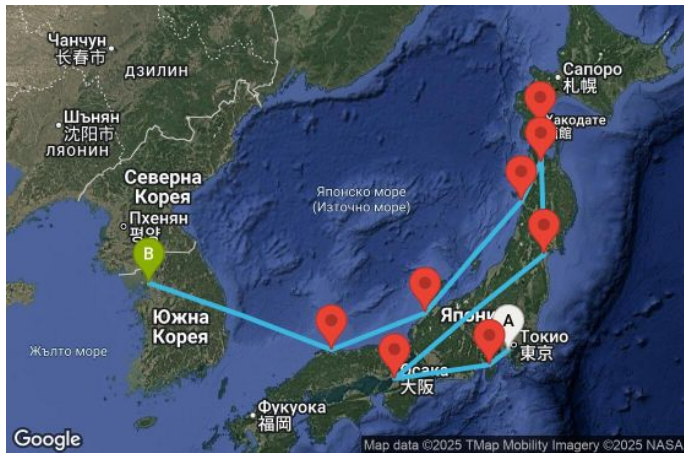 Чанчун
长春市
ДЗИЛИН
Сапоро
札幌
Шънян
沈阳市
ЛЯОНИН
Хакодате
館
Северна
Корея
Японско море
(Източно море)
Пхенян
평양
B
Япони
A
Южна
Корея
Токио
東京
Жълто море
Осака
大阪
Фукуока
福岡
Google
Map data ©2025 TMap Mobility Imagery ©2025 NASA